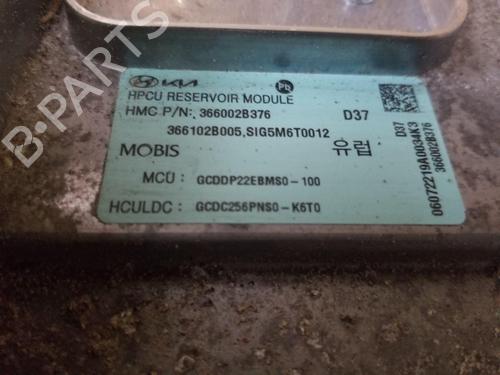 KIA
Pb
HPCU RESERVOIR MODULE
HMC P/N: 366002B376 D37
366102B005,SIG5M6T0012
MOBIS 유럽
MCU : GCDDP22EBMS0-100
HCULDC: GCDC256PNS0-K6T0
D37
366002B376
06072219A0034K3
B-PARTS